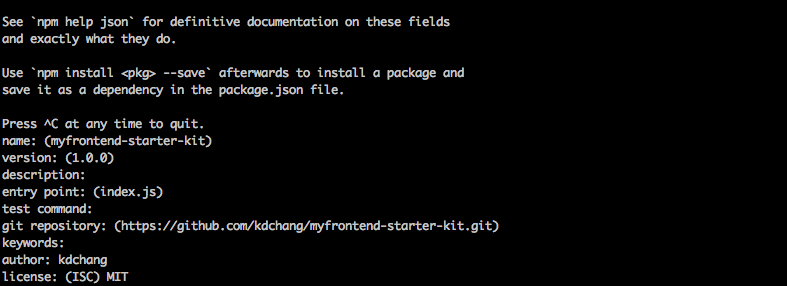 See `npm help json` for definitive documentation on these fields
and exactly what they do.
Use `npm install <pkg> --save` afterwards to install a package and
save it as a dependency in the package.json file.
Press ^C at any time to quit.
name: (myfrontend-starter-kit)
version: (1.0.0)
description:
entry point: (index.js)
test command:
git repository: (https://github.com/kdchang/myfrontend-starter-kit.git)
keywords:
author: kdchang
license: (ISC) MIT